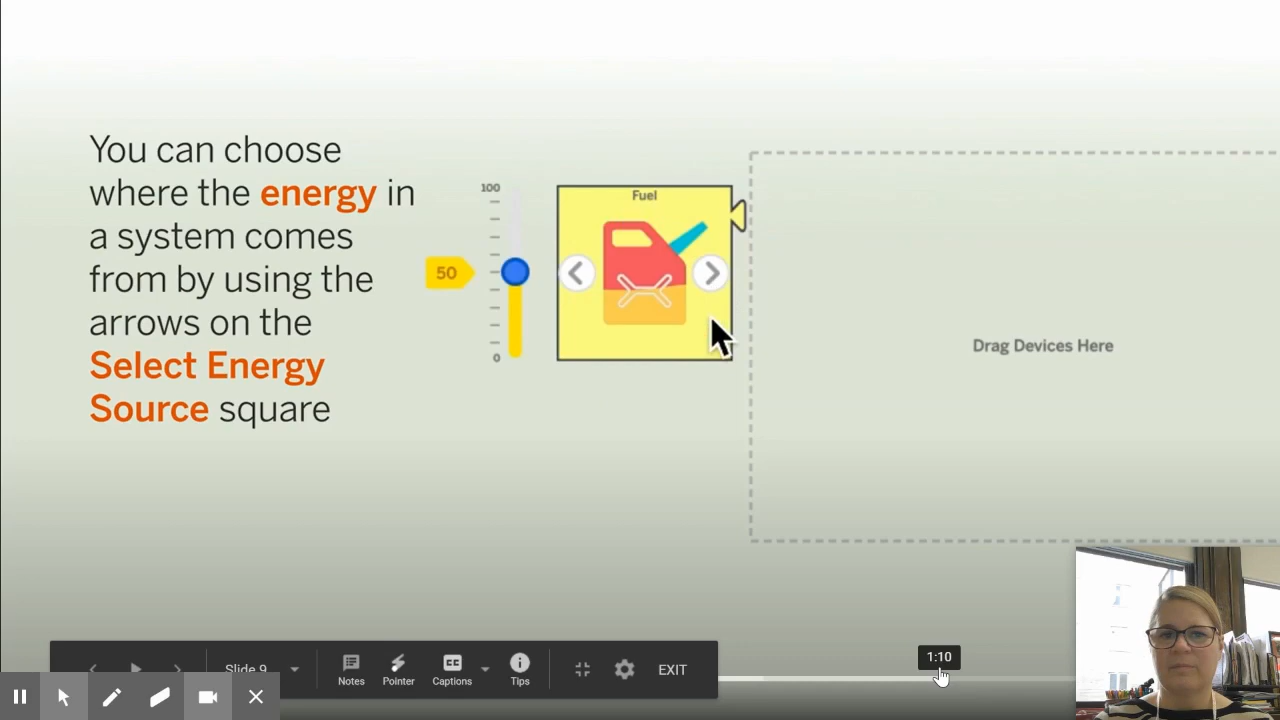 You can choose
where the energy in
a system comes
from by using the
arrows on the
Select Energy
Source square
100
50
0
Fuel
Drag Devices Here
1:10
Slide 9
Notes
Pointer
CC
Captions
Tips
EXIT